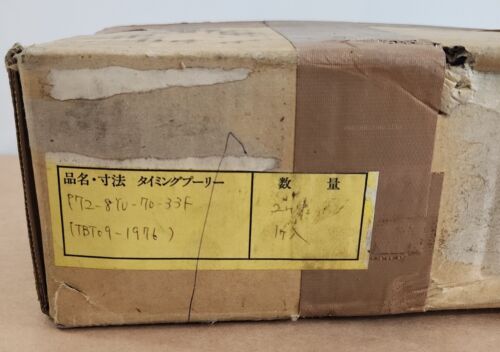 品名・寸法 タイミングプーリー
数 量
P72-8YU-70-33F
(TBT09-1976)
1ヶ入